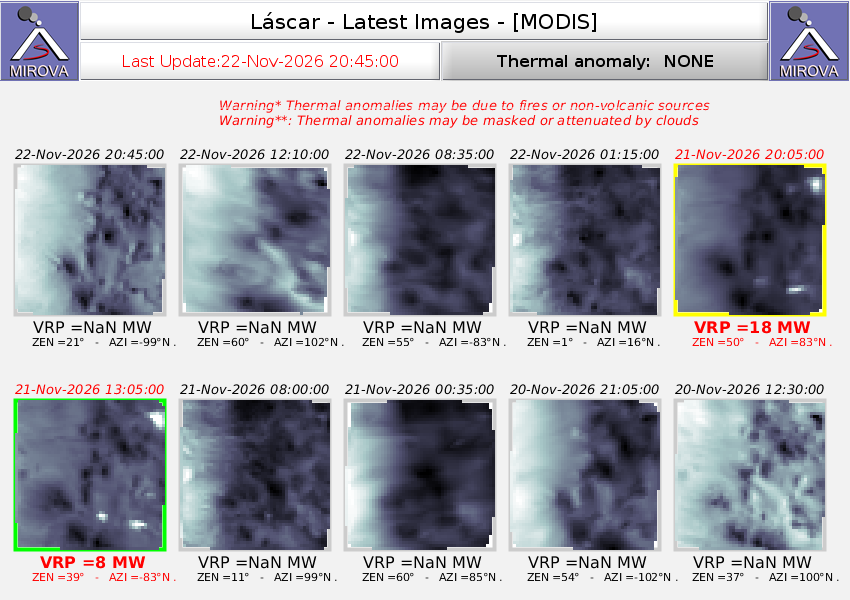 Láscar - Latest Images - [MODIS]
MIROVA
Last Update:22-Nov-2026 20:45:00
Thermal anomaly: NONE
MIROVA
Warning* Thermal anomalies may be due to fires or non-volcanic sources
Warning**: Thermal anomalies may be masked or attenuated by clouds
22-Nov-2026 20:45:00 22-Nov-2026 12:10:00 22-Nov-2026 08:35:00 22-Nov-2026 01:15:00 21-Nov-2026 20:05:00
VRP =NaN MW VRP =NaN MW VRP =NaN MW VRP =NaN MW VRP =18 MW
ZEN =21° - AZI =-99°N . ZEN =60° - AZI =102°N . ZEN =55° - AZI =-83°N . ZEN =1° - AZI =16°N . ZEN =50° - AZI =83°N .
21-Nov-2026 13:05:00 21-Nov-2026 08:00:00 21-Nov-2026 00:35:00 20-Nov-2026 21:05:00 20-Nov-2026 12:30:00
VRP =8 MW VRP =NaN MW VRP =NaN MW VRP =NaN MW VRP =NaN MW
ZEN =39° - AZI =-83°N . ZEN =11° - AZI =99°N . ZEN =60° - AZI =85°N . ZEN =54° - AZI =-102°N . ZEN =37° - AZI =100°N .